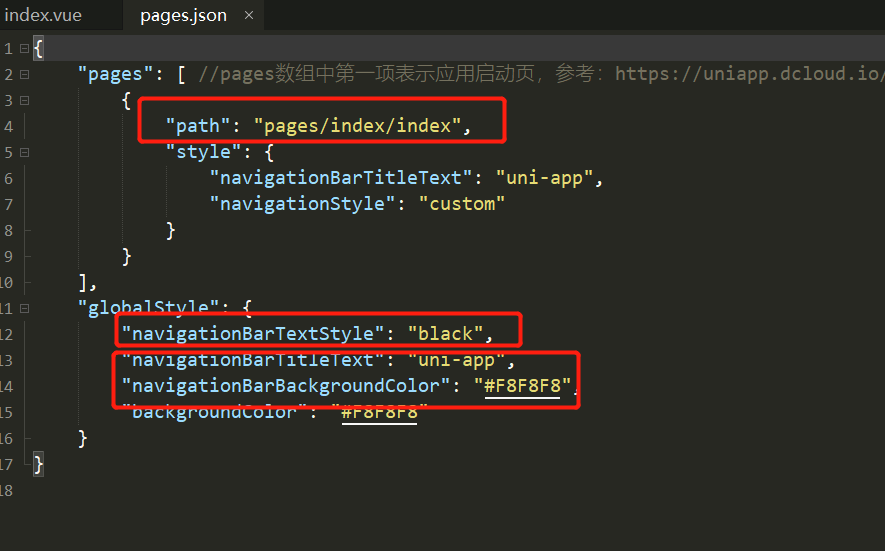 index.vue pages.json ×
1 {
2 "pages": [ //pages数组中第一项表示应用启动页，参考：https://uniapp.dcloud.io/
3 {
4 "path": "pages/index/index",
5 "style": {
6 "navigationBarTitleText": "uni-app",
7 "navigationStyle": "custom"
8 }
9 }
10 ],
11 "globalStyle": {
12 "navigationBarTextStyle": "black",
13 "navigationBarTitleText": "uni-app",
14 "navigationBarBackgroundColor": "#F8F8F8",
15 "backgroundColor": "#F8F8F8"
16 }
17 }
18